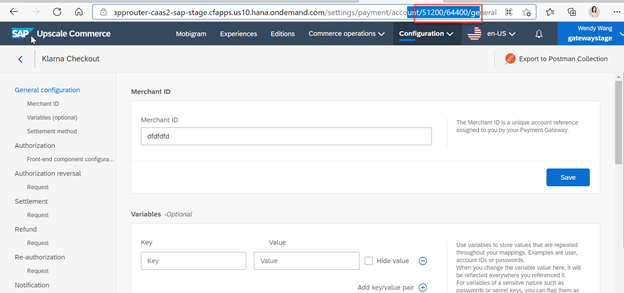 approuter-caas2-sap-stage.cfapps.us10.hana.ondemand.com/settings/payment/account/51200/64400/general
SAP Upscale Commerce Mobigram Experiences Editions Commerce operations Configuration en-US Wendy Wang
gatewaystage
Klarna Checkout Export to Postman Collection
General configuration
Merchant ID
Variables (optional)
Settlement method
Authorization
Front-end component configura...
Authorization reversal
Request
Settlement
Request
Refund
Request
Re-authorization
Request
Notification
Merchant ID
Merchant ID
dfdfdfd
The Merchant ID is a unique account reference
assigned to you by your Payment Gateway.
Save
Variables -Optional
Key Value
Key Value Hide value
Add key/value pair
Use variables to store values that are repeated
throughout your mappings. Examples are user,
account IDs or passwords.
When you change the variable value here, it will
be reflected everywhere you referenced it.
For variables of a sensitive nature such as
passwords or secret keys, you can flag them as